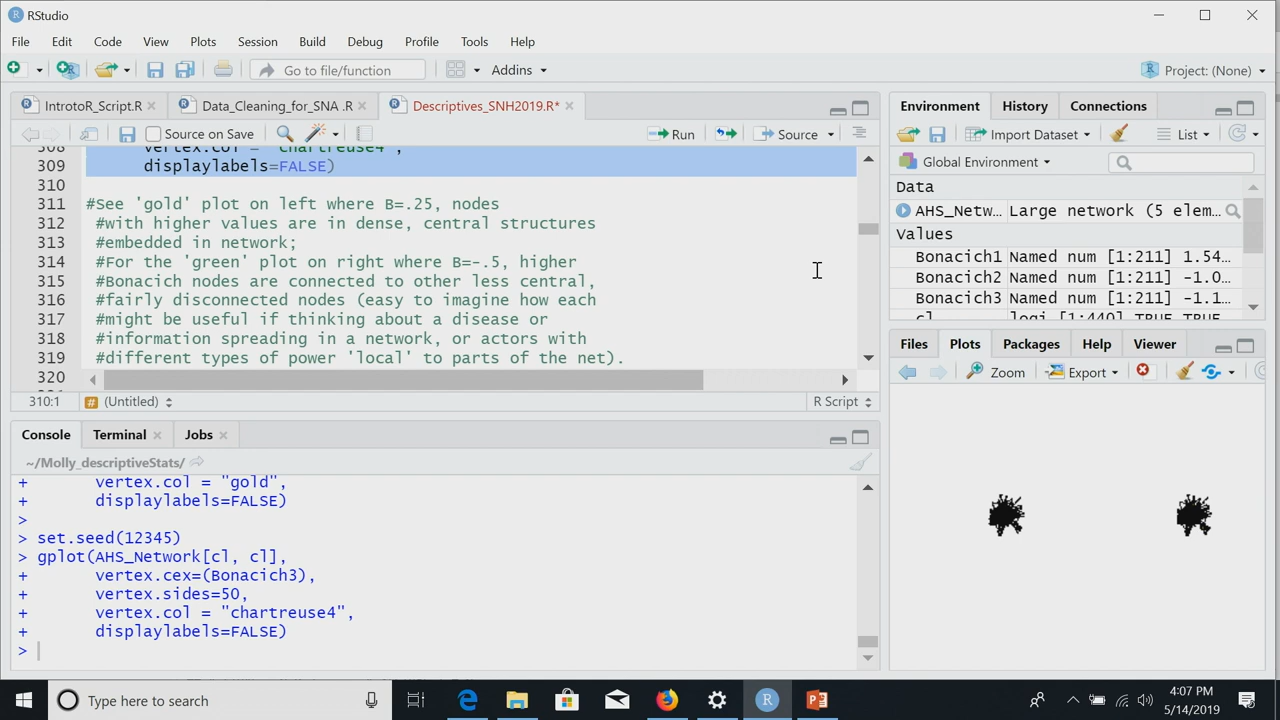 RStudio
File Edit Code View Plots Session Build Debug Profile Tools Help
Go to file/function Addins Project: (None)
IntrotoR_Script.R Data_Cleaning_for_SNA .R Descriptives_SNH2019.R*
Source on Save Run Source
308 vertex.col = "chartreuse4",
309 displaylabels=FALSE)
310
311 #See 'gold' plot on left where B=.25, nodes
312 #with higher values are in dense, central structures
313 #embedded in network;
314 #For the 'green' plot on right where B=-.5, higher
315 #Bonacich nodes are connected to other less central,
316 #fairly disconnected nodes (easy to imagine how each
317 #might be useful if thinking about a disease or
318 #information spreading in a network, or actors with
319 #different types of power 'local' to parts of the net).
320
310:1 (Untitled) R Script
Console Terminal Jobs
~/Molly_descriptiveStats/
+ vertex.col = "gold",
+ displaylabels=FALSE)
>
> set.seed(12345)
> gplot(AHS_Network[cl, cl],
+ vertex.cex=(Bonacich3),
+ vertex.sides=50,
+ vertex.col = "chartreuse4",
+ displaylabels=FALSE)
>
Environment History Connections
Import Dataset List
Global Environment
Data
AHS_Netw… Large network (5 elem…
Values
Bonacich1 Named num [1:211] 1.54…
Bonacich2 Named num [1:211] -1.0…
Bonacich3 Named num [1:211] -1.1…
cl logi [1:440] TRUE TRUE
Files Plots Packages Help Viewer
Zoom Export
Type here to search
4:07 PM
5/14/2019